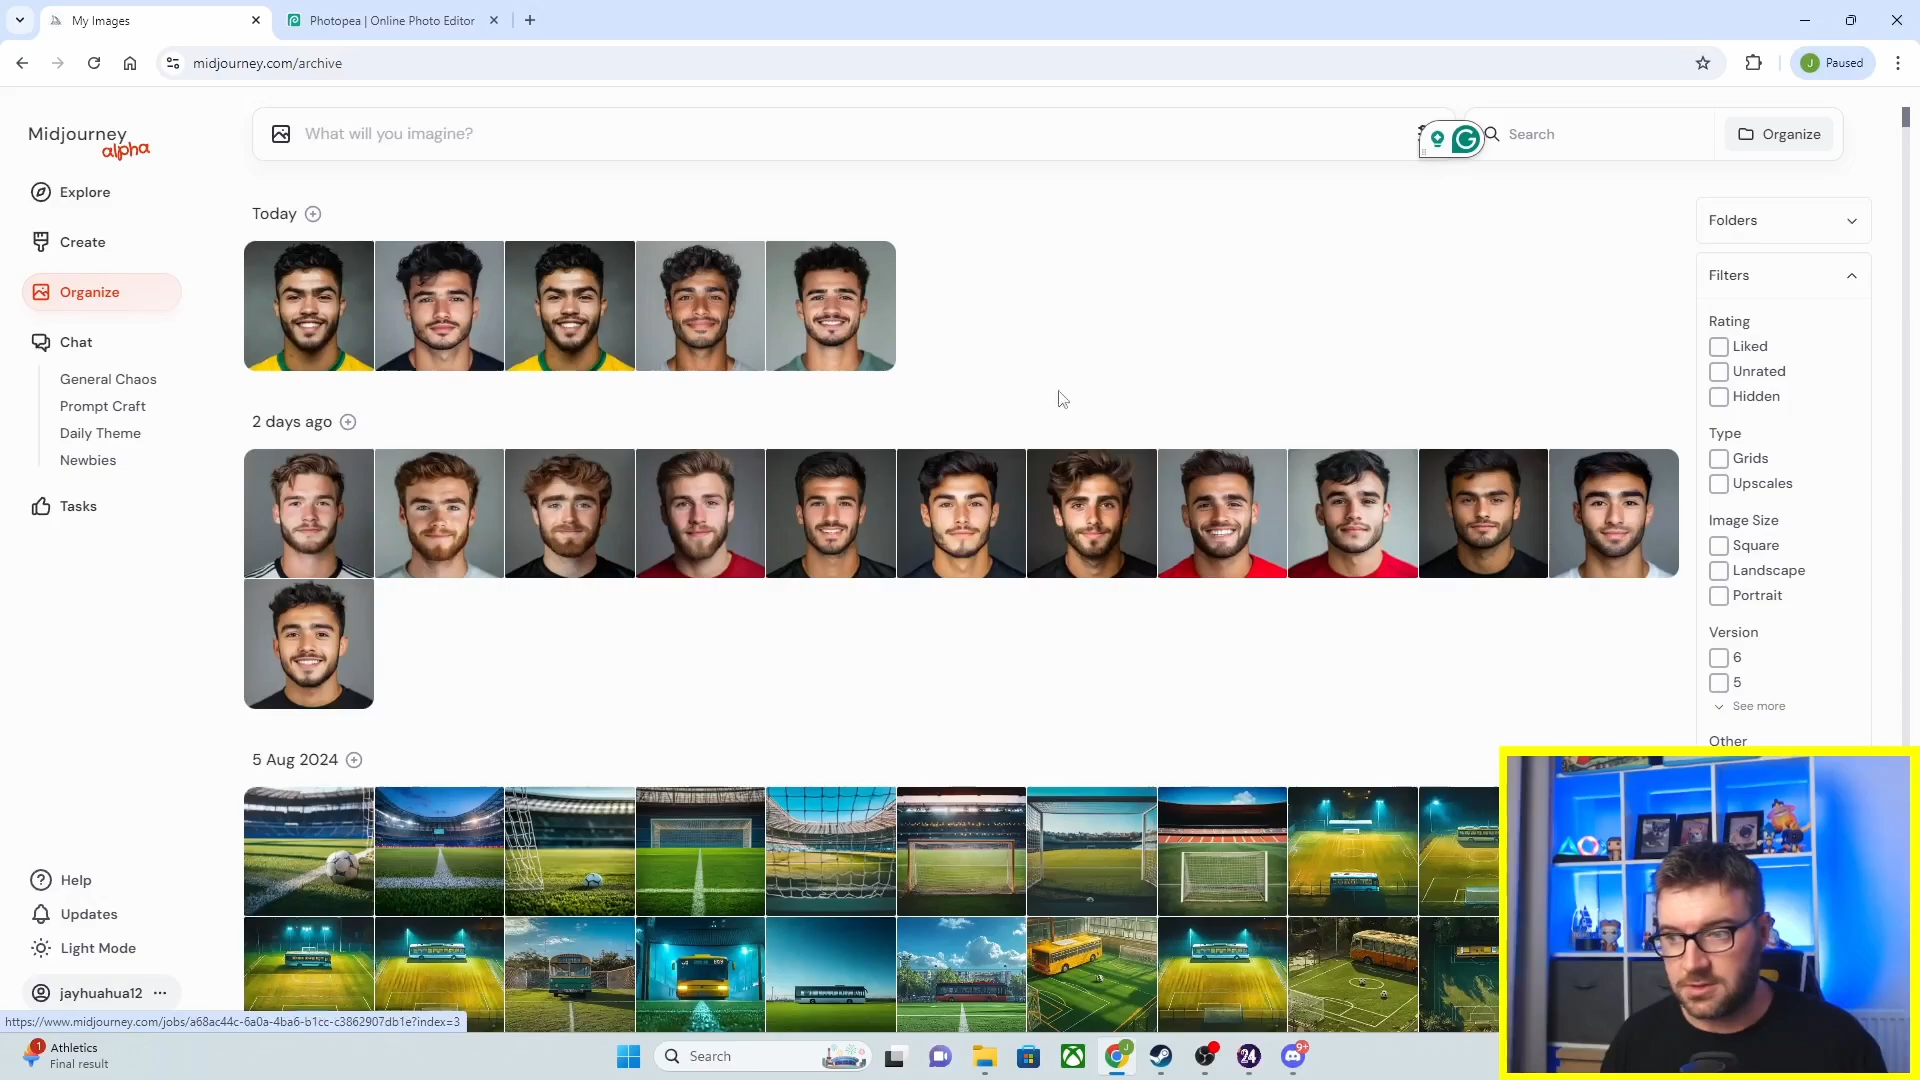 My Images
Photopea | Online Photo Editor
midjourney.com/archive
J
Paused
Midjourney
alpha
What will you imagine?
Search
Organize
Explore
Create
Organize
Chat
General Chaos
Prompt Craft
Daily Theme
Newbies
Tasks
Today
2 days ago
5 Aug 2024
Folders
Filters
Rating
Liked
Unrated
Hidden
Type
Grids
Upscales
Image Size
Square
Landscape
Portrait
Version
6
5
See more
Other
Help
Updates
Light Mode
jayhuahua12
https://www.midjourney.com/jobs/a68ac44c-6a0a-4ba6-b1cc-c3862907db1e?index=3
1
Athletics
Final result
Search
J
24
9+